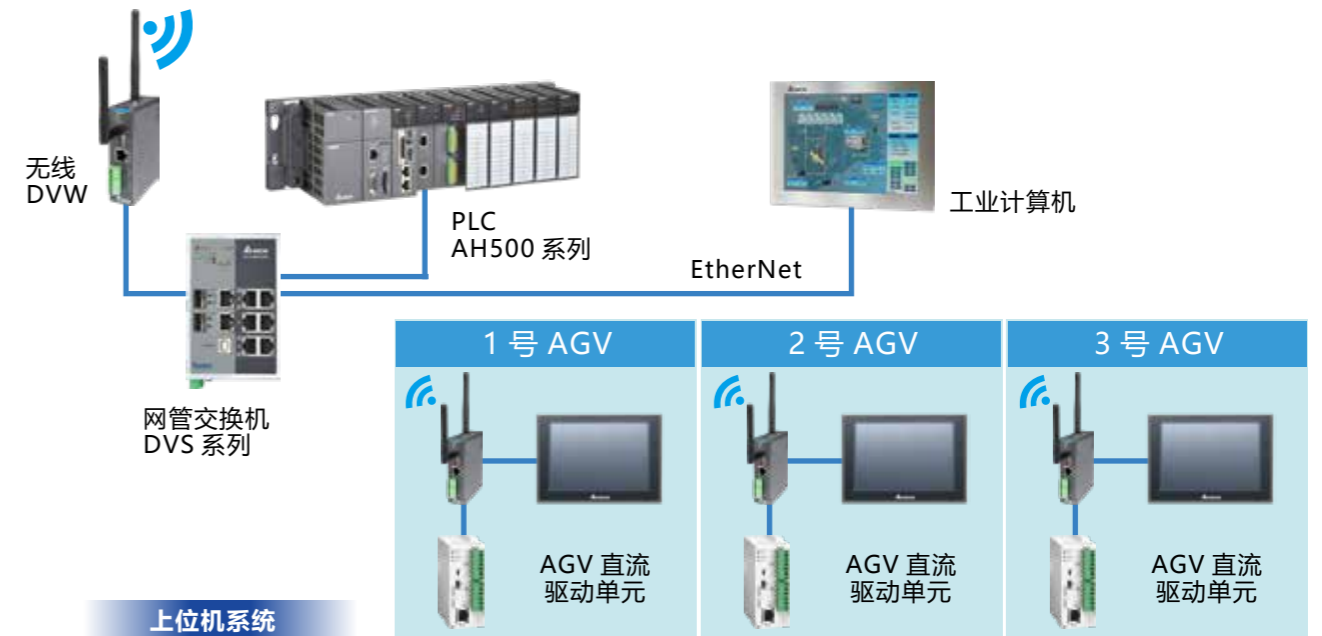 无线
DVW
PLC
AH500 系列
工业计算机
EtherNet
网管交换机
DVS 系列
1 号 AGV
2 号 AGV
3 号 AGV
AGV 直流
驱动单元
AGV 直流
驱动单元
AGV 直流
驱动单元
上位机系统